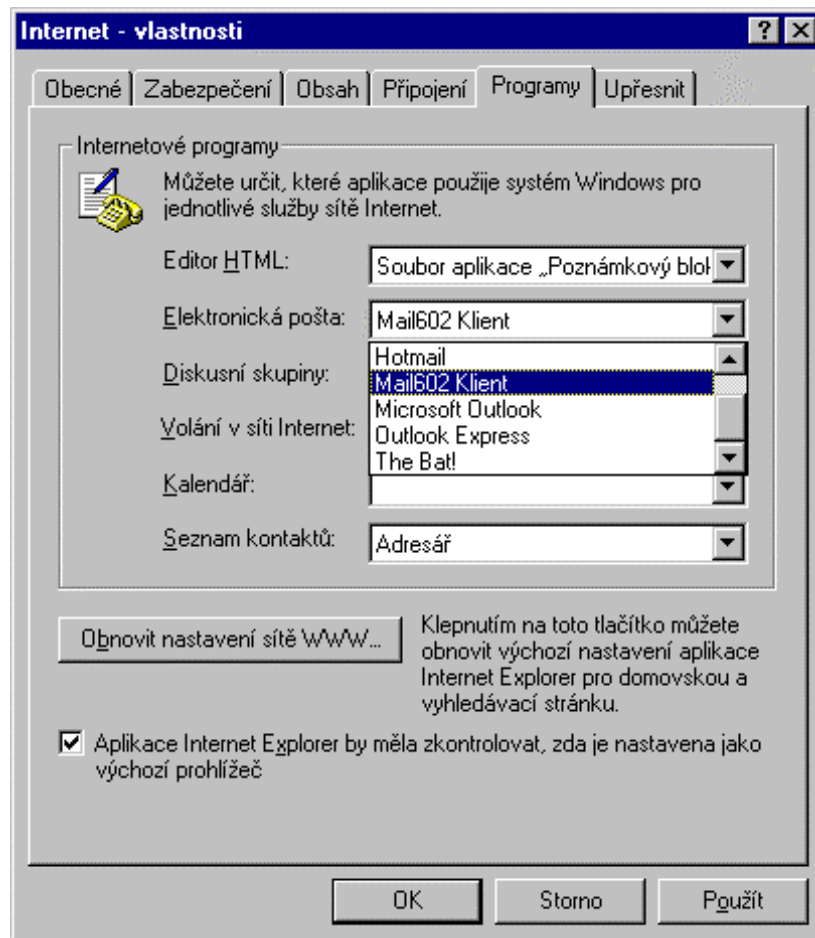 Internet - vlastnosti
Obecné Zabezpečení Obsah Připojení Programy Upřesnit
Internetové programy
Můžete určit, které aplikace použije systém Windows pro
jednotlivé služby sítě Internet.
Editor HTML: Soubor aplikace „Poznámkový blok
Elektronická pošta: Mail602 Klient
Hotmail
Diskusní skupiny: Mail602 Klient
Microsoft Outlook
Volání v síti Internet: Outlook Express
The Bat!
Kalendář:
Seznam kontaktů: Adresář
Obnovit nastavení sítě WWW...
Klepnutím na toto tlačítko můžete
obnovit výchozí nastavení aplikace
Internet Explorer pro domovskou a
vyhledávací stránku.
Aplikace Internet Explorer by měla zkontrolovat, zda je nastavena jako
výchozí prohlížeč
OK Storno Použít